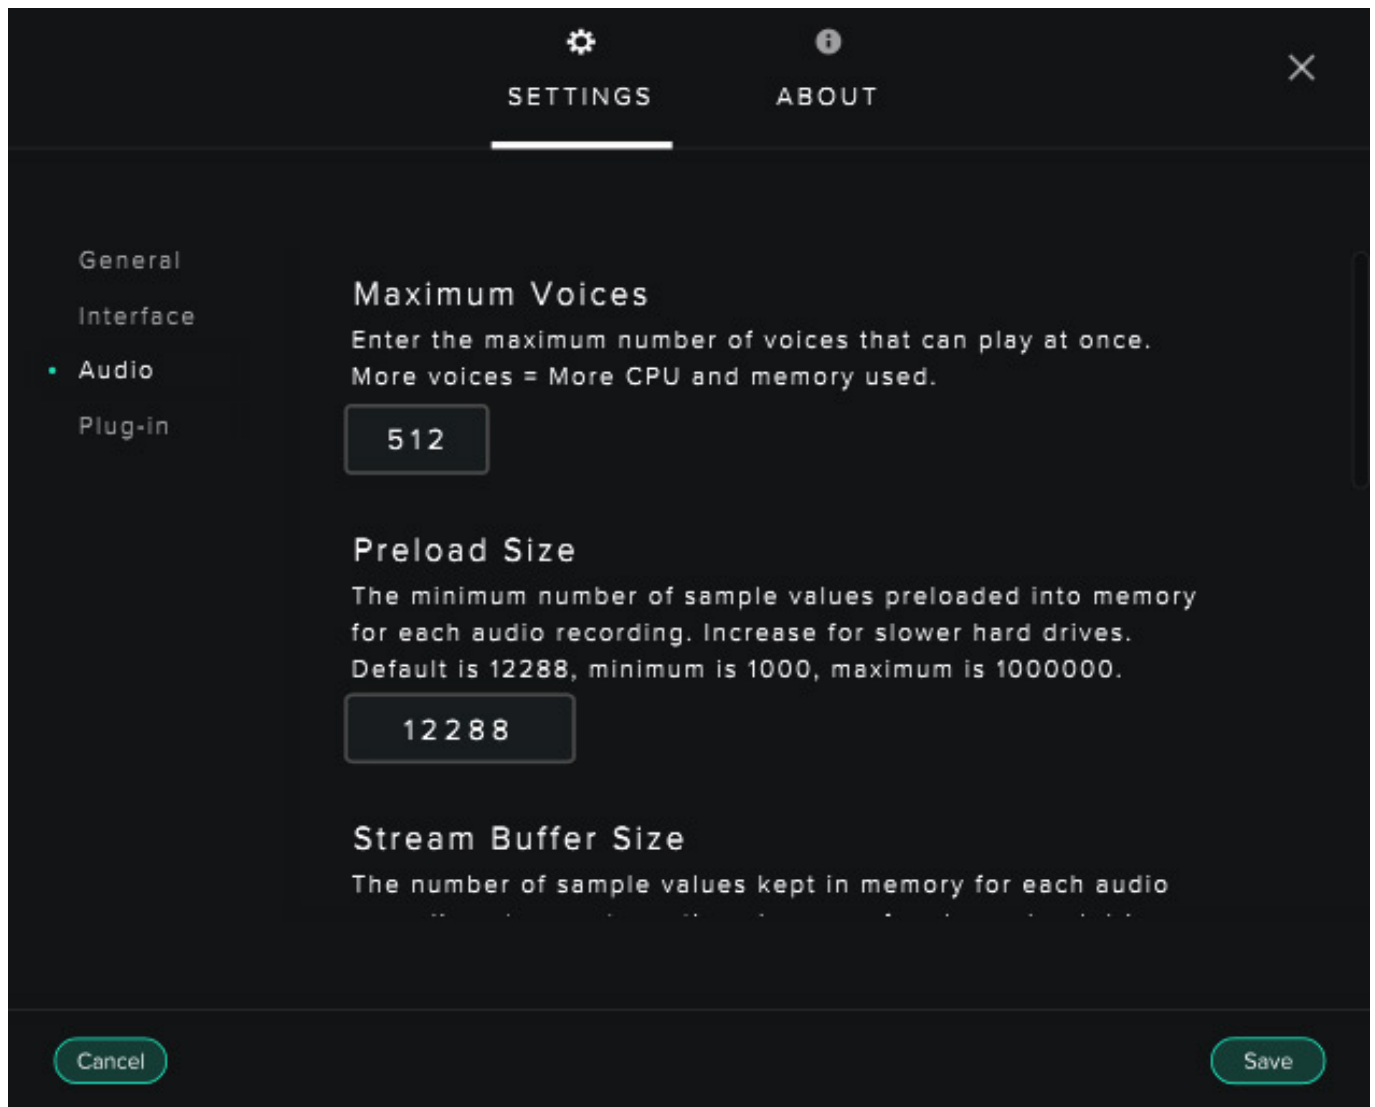 SETTINGS
ABOUT
General
Interface
Audio
Plug-in
Maximum Voices
Enter the maximum number of voices that can play at once.
More voices = More CPU and memory used.
512
Preload Size
The minimum number of sample values preloaded into memory
for each audio recording. Increase for slower hard drives.
Default is 12288, minimum is 1000, maximum is 1000000.
12288
Stream Buffer Size
The number of sample values kept in memory for each audio
Cancel
Save